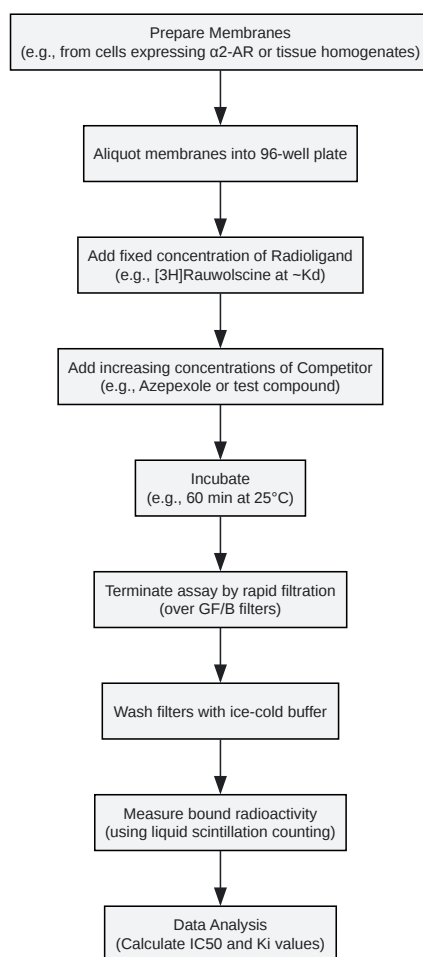 Prepare Membranes
(e.g., from cells expressing α2-AR or tissue homogenates)
Aliquot membranes into 96-well plate
Add fixed concentration of Radioligand
(e.g., [3H]Rauwolscine at ~Kd)
Add increasing concentrations of Competitor
(e.g., Azepexole or test compound)
Incubate
(e.g., 60 min at 25°C)
Terminate assay by rapid filtration
(over GF/B filters)
Wash filters with ice-cold buffer
Measure bound radioactivity
(using liquid scintillation counting)
Data Analysis
(Calculate IC50 and Ki values)